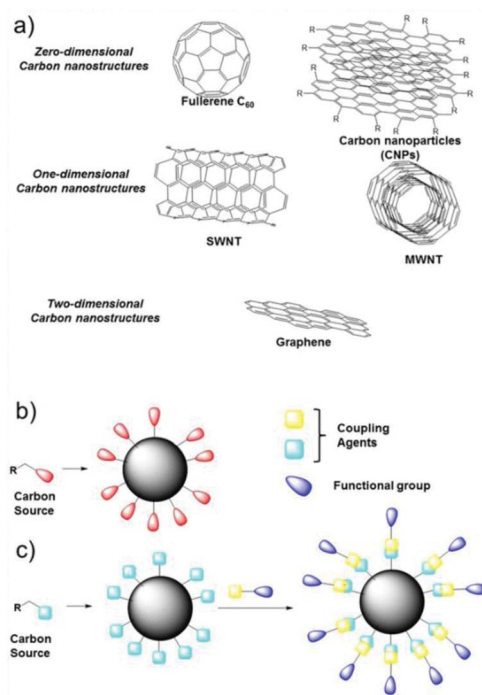 a)
Zero-dimensional
Carbon nanostructures
Fullerene C60
R R
R R
R R
R R
R R R R
Carbon nanoparticles
(CNPs)
One-dimensional
Carbon nanostructures
SWNT
MWNT
Two-dimensional
Carbon nanostructures
Graphene
b)
R
Carbon
Source
Coupling
Agents
Functional group
c)
R
Carbon
Source